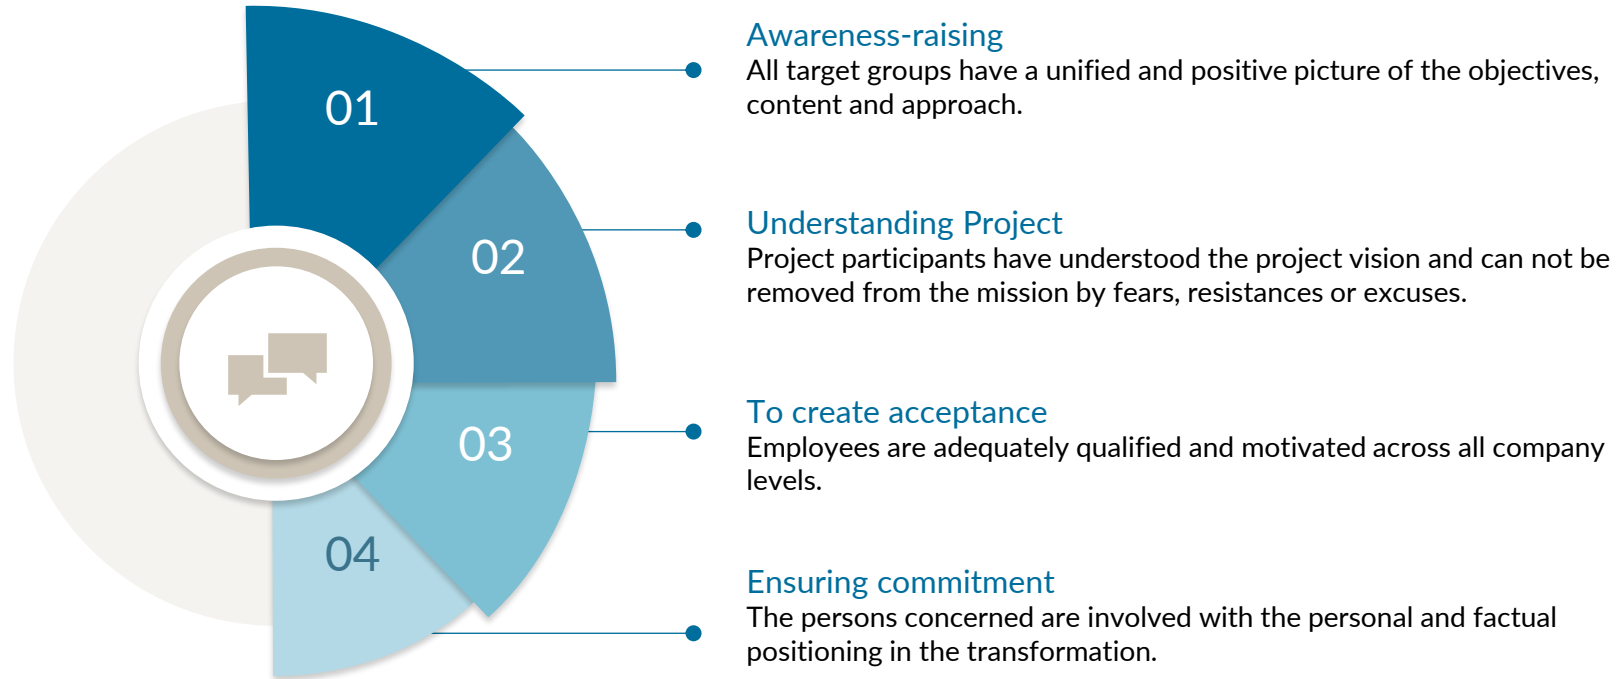 01
Awareness-raising
All target groups have a unified and positive picture of the objectives,
content and approach.
02
Understanding Project
Project participants have understood the project vision and can not be
removed from the mission by fears, resistances or excuses.
03
To create acceptance
Employees are adequately qualified and motivated across all company
levels.
04
Ensuring commitment
The persons concerned are involved with the personal and factual
positioning in the transformation.